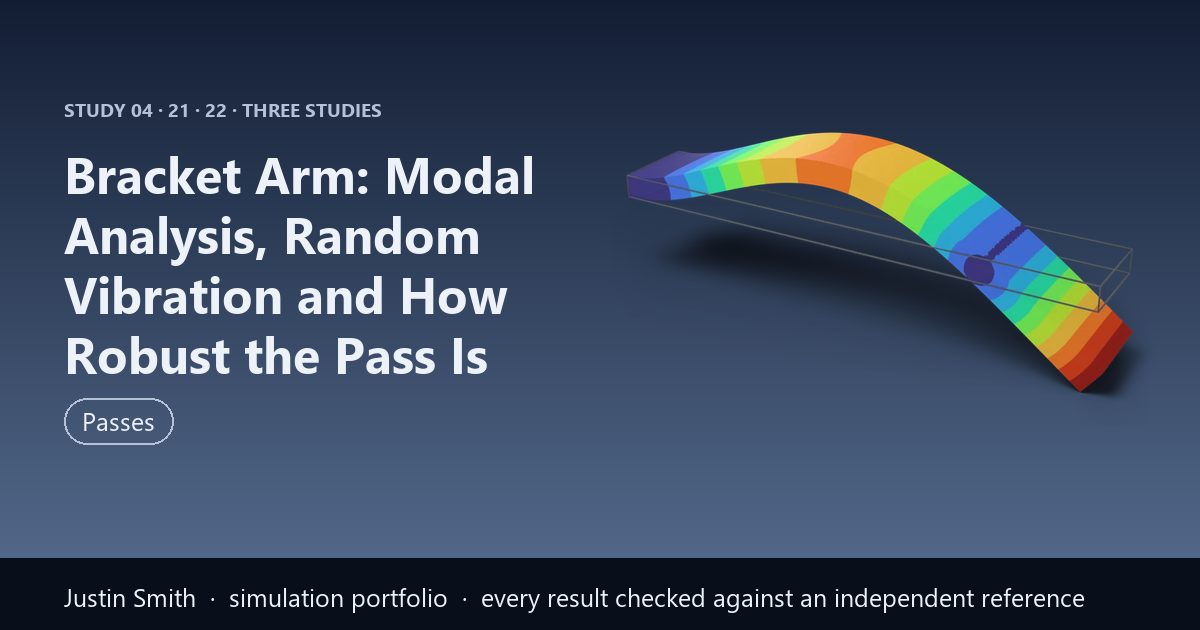 STUDY 04 · 21 · 22 · THREE STUDIES
Bracket Arm: Modal
Analysis, Random
Vibration and How
Robust the Pass Is
Passes
Justin Smith · simulation portfolio · every result checked against an independent reference